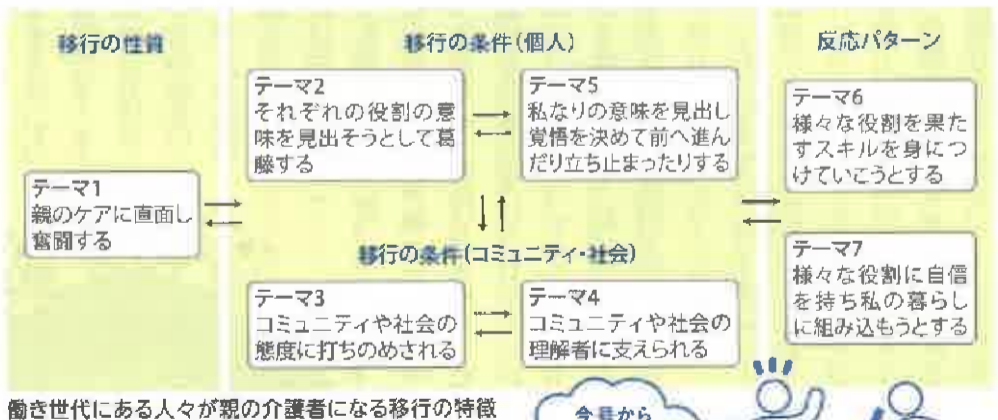 移行の性質
テーマ1
親のケアに直面し
奮闘する
移行の条件(個人)
テーマ2
それぞれの役割の意
味を見出そうとして葛
藤する
テーマ5
私なりの意味を見出し
覚悟を決めて前へ進ん
だり立ち止まったりする
移行の条件(コミュニティ・社会)
テーマ3
コミュニティや社会の
態度に打ちのめされる
テーマ4
コミュニティや社会の
理解者に支えられる
反応パターン
テーマ6
様々な役割を果た
すスキルを身につ
けていこうとする
テーマ7
様々な役割に自信
を持ち私の暮らし
に組み込もうとする
働き世代にある人々が親の介護者になる移行の特徴
今号から